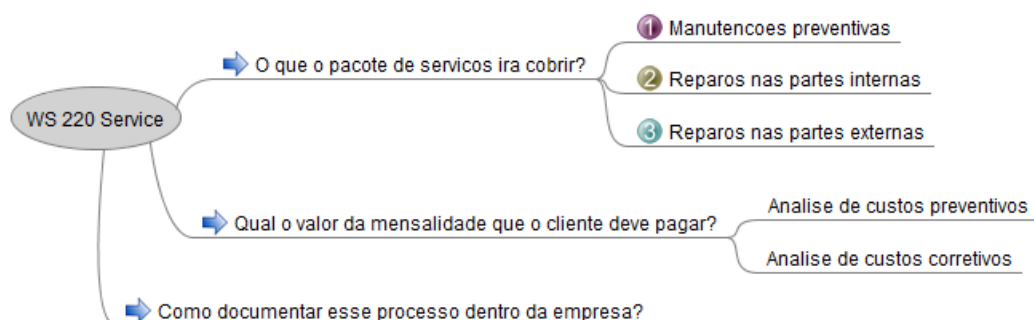 WS 220 Service
O que o pacote de servicos ira cobrir?
1 Manutencoes preventivas
2 Reparos nas partes internas
3 Reparos nas partes externas
Qual o valor da mensalidade que o cliente deve pagar?
Analise de custos preventivos
Analise de custos corretivos
Como documentar esse processo dentro da empresa?